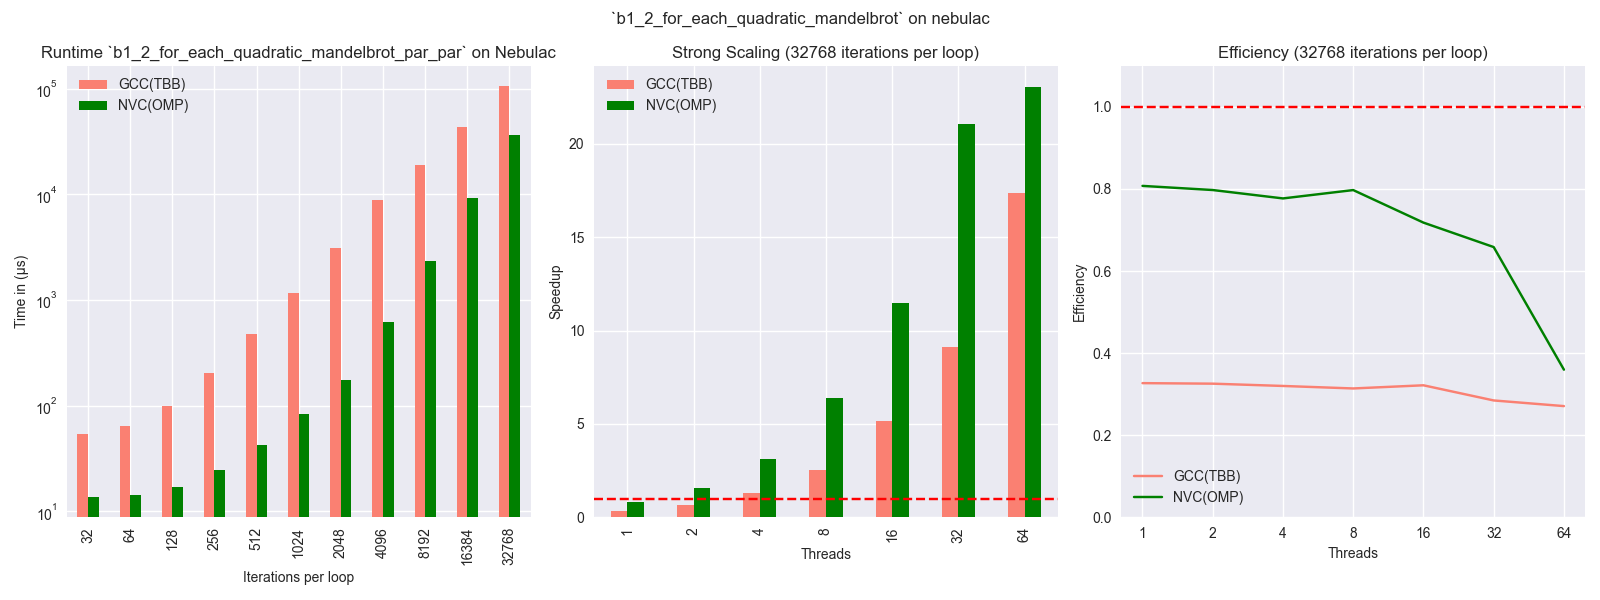 `b1_2_for_each_quadratic_mandelbrot` on nebulac
Runtime `b1_2_for_each_quadratic_mandelbrot_par_par` on Nebulac
GCC(TBB)
NVC(OMP)
10^5
10^4
10^3
10^2
10^1
Time in (µs)
32
64
128
256
512
1024
2048
4096
8192
16384
32768
Iterations per loop
Strong Scaling (32768 iterations per loop)
GCC(TBB)
NVC(OMP)
20
15
10
5
0
Speedup
1
2
4
8
16
32
64
Threads
Efficiency (32768 iterations per loop)
1.0
0.8
0.6
0.4
0.2
0.0
Efficiency
GCC(TBB)
NVC(OMP)
1
2
4
8
16
32
64
Threads